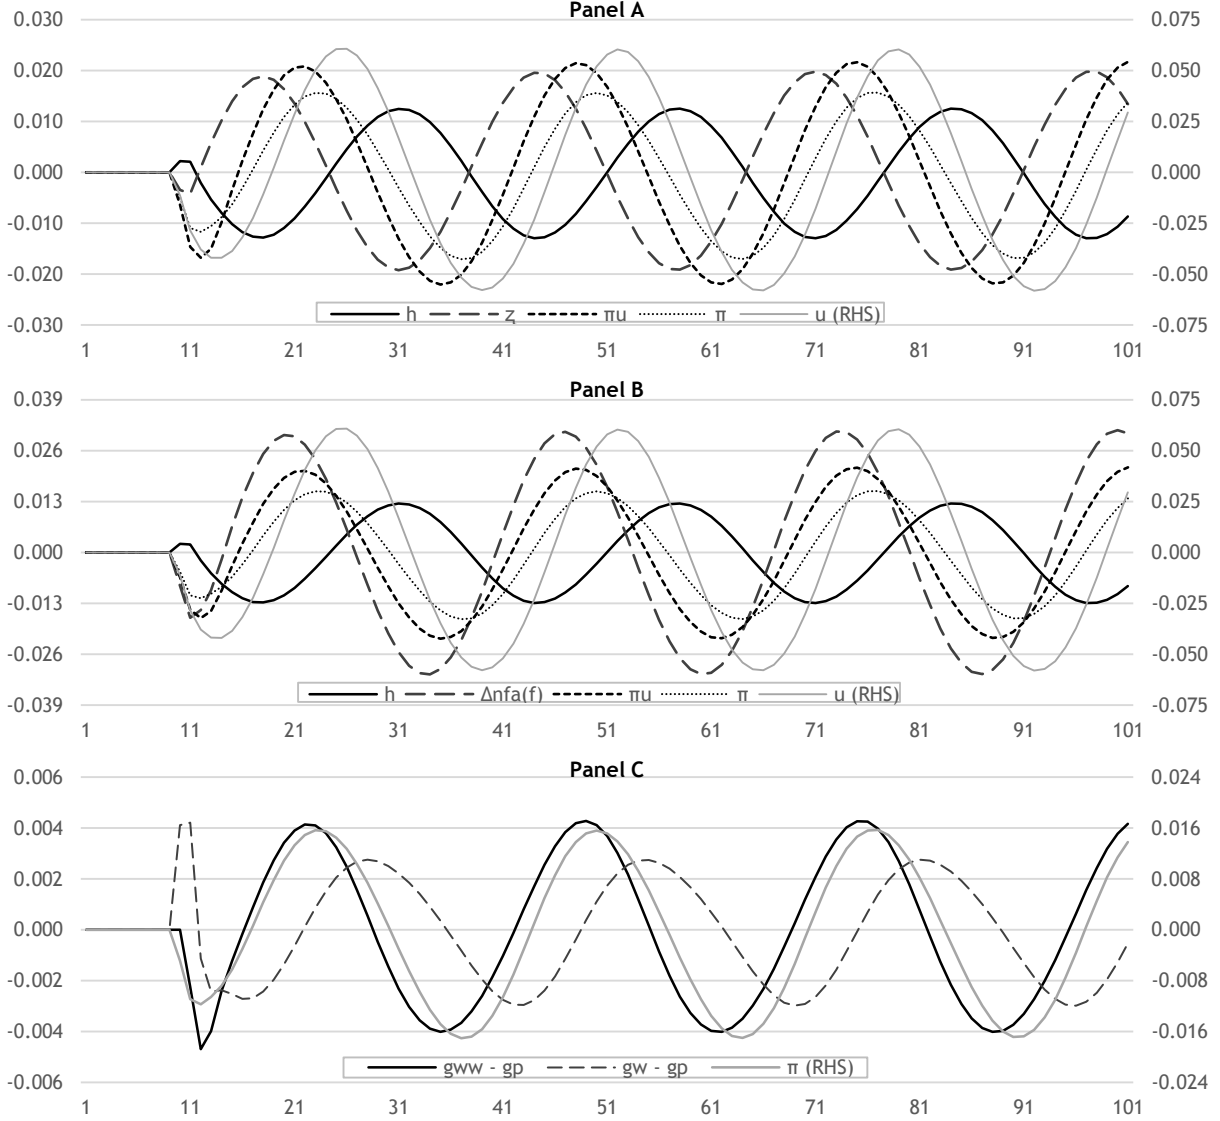 Panel A
0.030 0.075
0.020 0.050
0.010 0.025
0.000 0.000
-0.010 -0.025
-0.020 -0.050
h ⱬ πu π u (RHS)
-0.030 -0.075
1 11 21 31 41 51 61 71 81 91 101
Panel B
0.039 0.075
0.026 0.050
0.013 0.025
0.000 0.000
-0.013 -0.025
-0.026 -0.050
h Δnfa(f) πu π u (RHS)
-0.039 -0.075
1 11 21 31 41 51 61 71 81 91 101
Panel C
0.006 0.024
0.004 0.016
0.002 0.008
0.000 0.000
-0.002 -0.008
-0.004 -0.016
gww - gp gw - gp π (RHS)
-0.006 -0.024
1 11 21 31 41 51 61 71 81 91 101